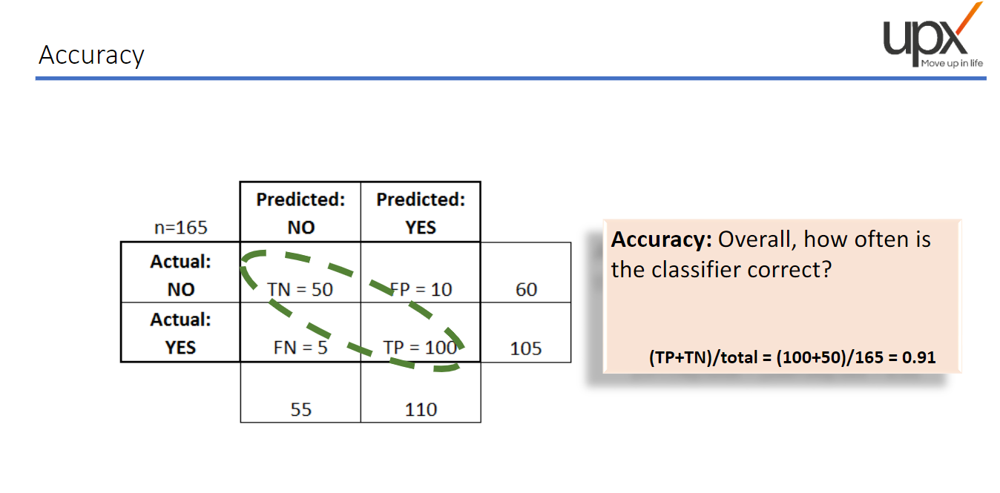 Accuracy
upx
Move up in life
n=165
Predicted:
NO
Predicted:
YES
Actual:
NO
TN = 50
FP = 10
60
Actual:
YES
FN = 5
TP = 100
105
55
110
Accuracy: Overall, how often is
the classifier correct?
(TP+TN)/total = (100+50)/165 = 0.91